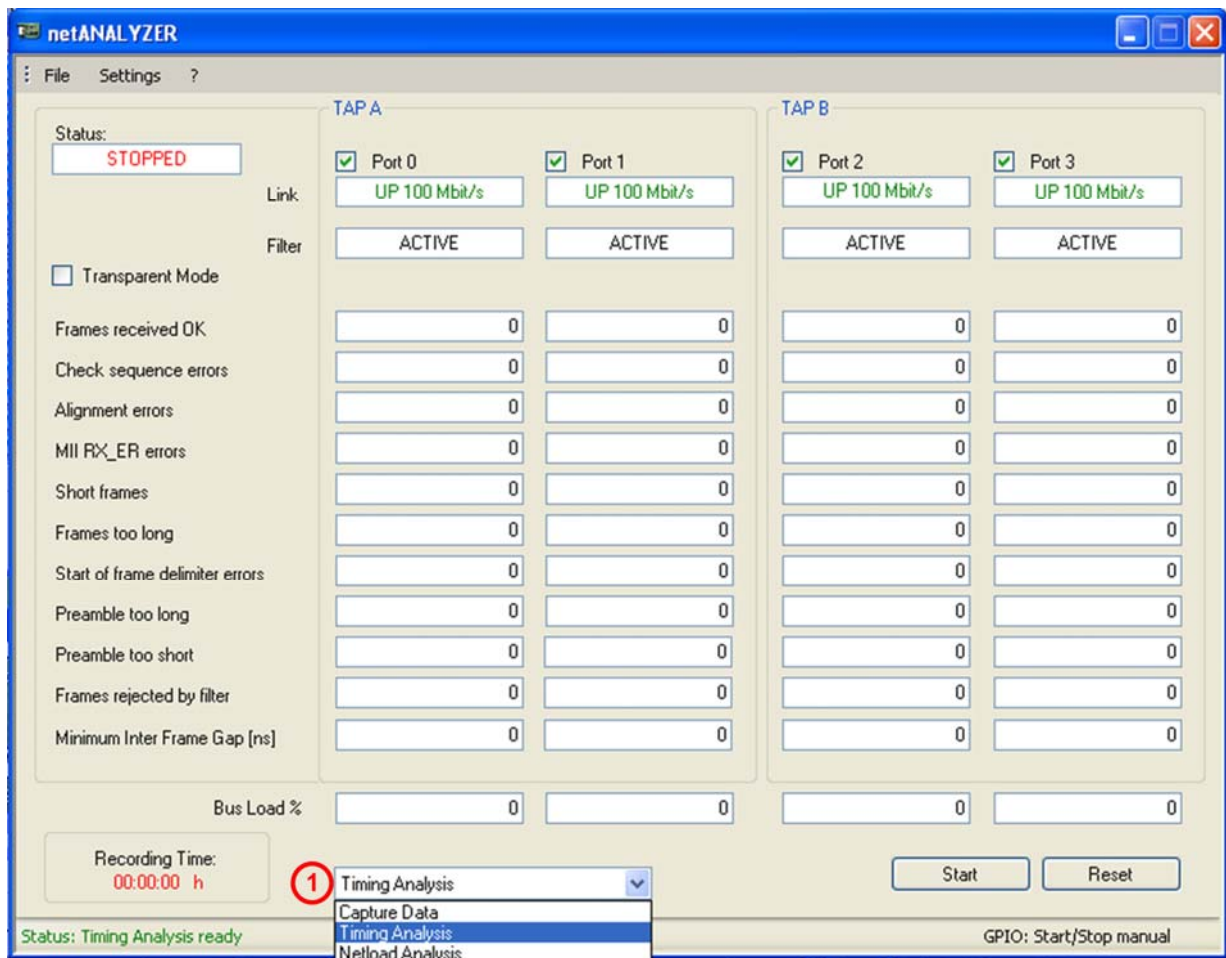 netANALYZER
File Settings ?
TAP A TAP B
Status:
STOPPED
Port 0 Port 1 Port 2 Port 3
Link UP 100 Mbit/s UP 100 Mbit/s UP 100 Mbit/s UP 100 Mbit/s
Filter ACTIVE ACTIVE ACTIVE ACTIVE
Transparent Mode
Frames received OK 0 0 0 0
Check sequence errors 0 0 0 0
Alignment errors 0 0 0 0
MII RX_ER errors 0 0 0 0
Short frames 0 0 0 0
Frames too long 0 0 0 0
Start of frame delimiter errors 0 0 0 0
Preamble too long 0 0 0 0
Preamble too short 0 0 0 0
Frames rejected by filter 0 0 0 0
Minimum Inter Frame Gap [ns] 0 0 0 0
Bus Load % 0 0 0 0
Recording Time:
00:00:00 h
1 Timing Analysis Start Reset
Capture Data
Timing Analysis
Netload Analysis
Status: Timing Analysis ready GPIO: Start/Stop manual